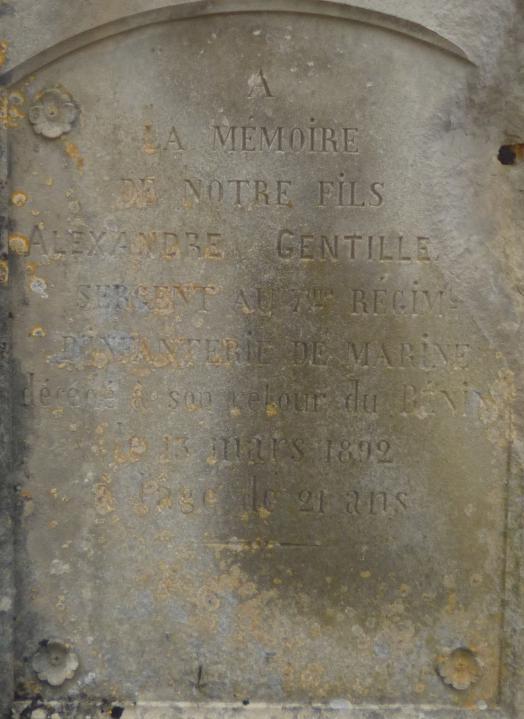 A
LA MÉMOIRE
DE NOTRE FILS
ALEXANDRE GENTILLE
SERGENT AU 7me RÉGIMt
D'INFANTERIE DE MARINE
décédé à son retour du BÉNIN
le 13 mars 1892
à l'age de 21 ans